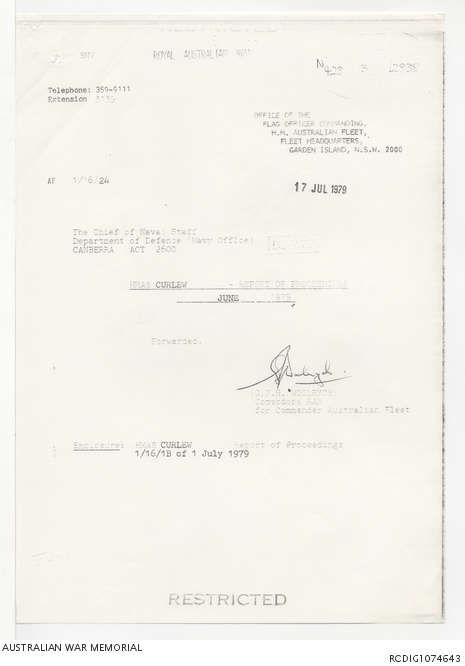 ROYAL AUSTRALIAN NAVY
Telephone: 359-9111
Extension
OFFICE OF THE
FLAG OFFICER COMMANDING,
H.M. AUSTRALIAN FLEET,
FLEET HEADQUARTERS,
GARDEN ISLAND, N.S.W. 2000
AF 1/16/24
17 JUL 1979
The Chief of Naval Staff
Department of Defence (Navy Office)
CANBERRA ACT 2600
HMAS CURLEW - REPORT OF PROCEEDINGS
JUNE 1979
Forwarded.
Commodore RAN
for Commander Australian Fleet
Enclosure: HMAS CURLEW Report of Proceedings
1/16/1B of 1 July 1979
RESTRICTED
AUSTRALIAN WAR MEMORIAL
RCDIG1074643